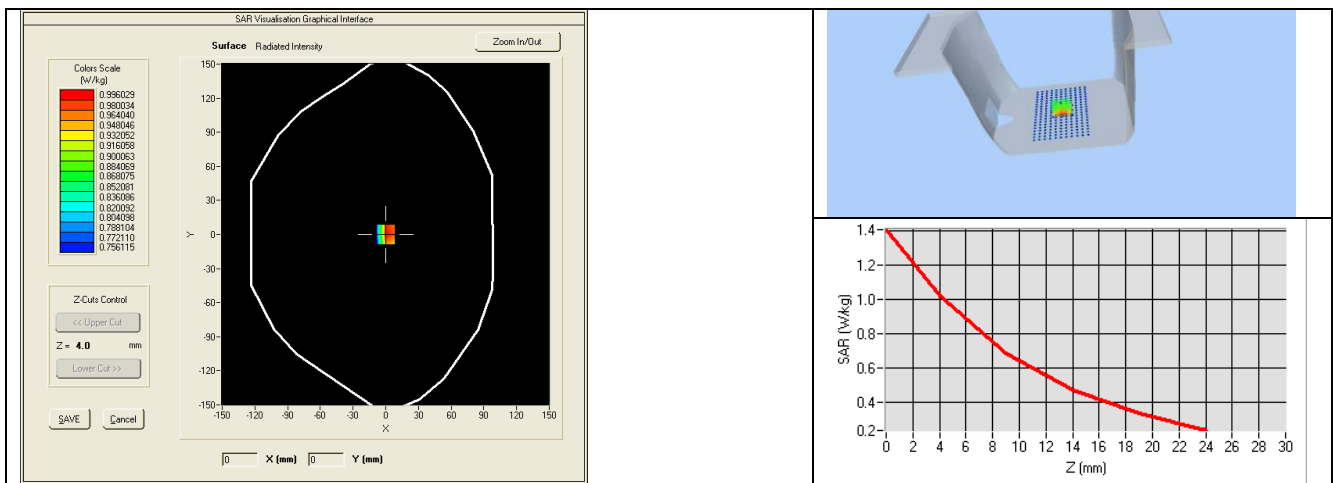 SAR Visualisation Graphical Interface
Surface Radiated Intensity
Zoom In/Out
Colors Scale
(W/kg)
0.996029
0.980034
0.964040
0.948046
0.932052
0.916058
0.900063
0.884069
0.868075
0.852081
0.836086
0.820092
0.804098
0.788104
0.772110
0.756115
Z-Cuts Control
<< Upper Cut
Z = 4.0 mm
Lower Cut >>
SAVE Cancel
150-
120-
90-
60-
30-
0-
-30-
-60-
-90-
-120-
-150-
Y
-150 -120 -90 -60 -30 0 30 60 90 120 150
X
0 X (mm) 0 Y (mm)
1.4-
1.2-
1.0-
0.8-
0.6-
0.4-
0.2-
SAR (W/kg)
0 2 4 6 8 10 12 14 16 18 20 22 24 26 28 30
Z (mm)